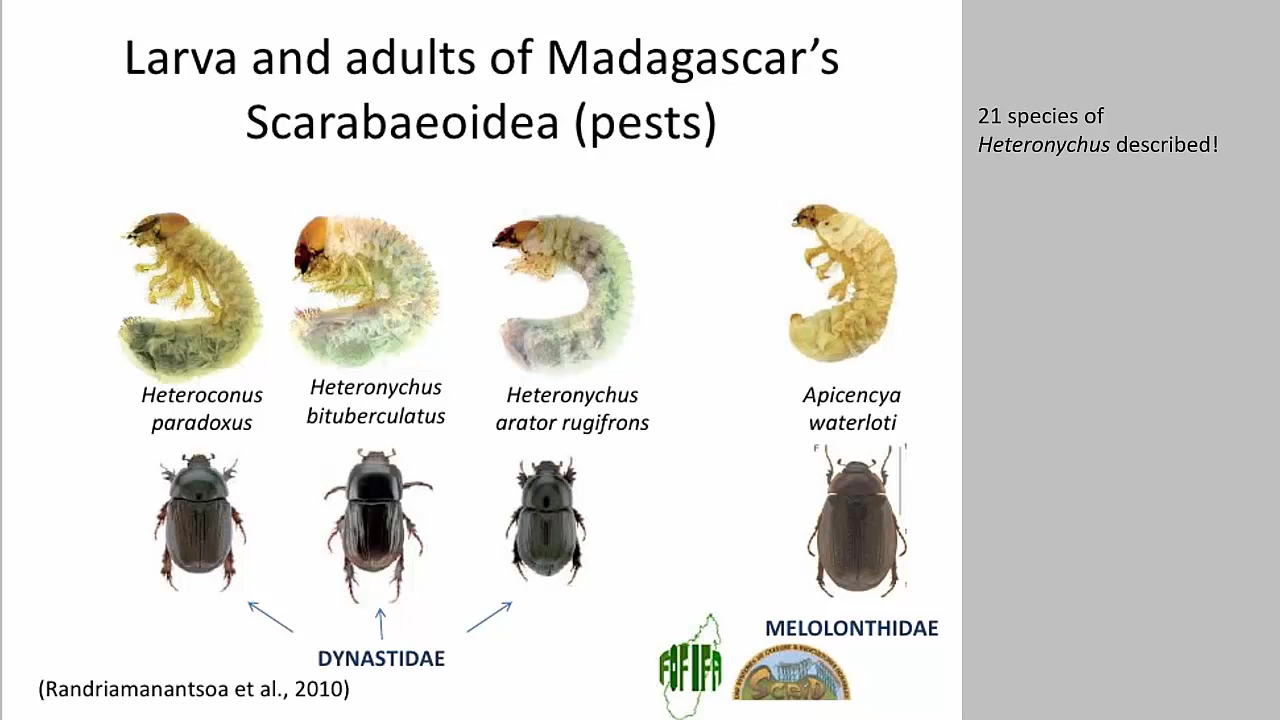 Larva and adults of Madagascar’s
Scarabaeoidea (pests)
21 species of
Heteronychus described!
Heteroconus
paradoxus
Heteronychus
bituberculatus
Heteronychus
arator rugifrons
Apicencya
waterloti
F
DYNASTIDAE
MELOLONTHIDAE
FOFIFA
SCRID
(Randriamanantsoa et al., 2010)